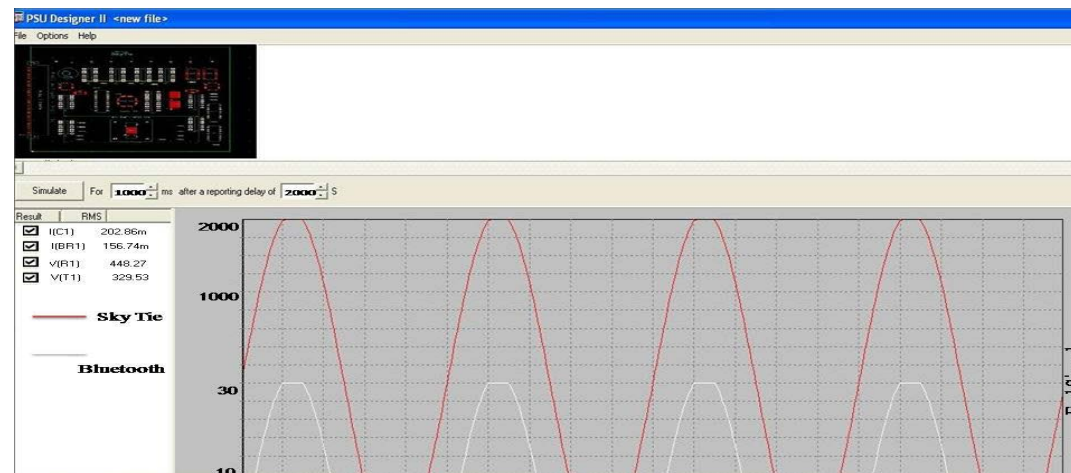 PSU Designer II <new file>
File Options Help
Simulate For 1000 ms after a reporting delay of 2000 S
Result RMS
I(C1) 202.86m
I(BR1) 156.74m
V(R1) 448.27
V(T1) 329.53
Sky Tie
Bluetooth
2000
1000
30
10